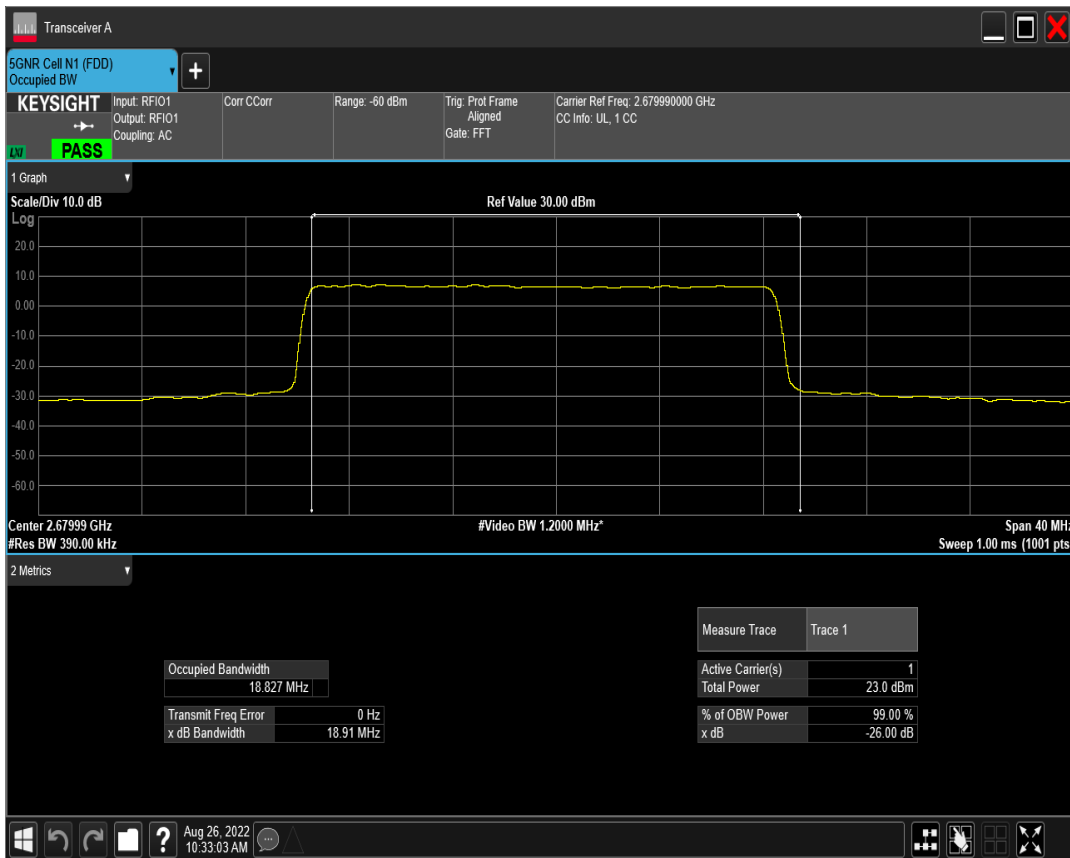 Transceiver A
5GNR Cell N1 (FDD)
Occupied BW
+
KEYSIGHT
LXI
PASS
Input: RFIO1
Output: RFIO1
Coupling: AC
Corr CCorr
Range: -60 dBm
Trig: Prot Frame
Aligned
Gate: FFT
Carrier Ref Freq: 2.679990000 GHz
CC Info: UL, 1 CC
1 Graph
Scale/Div 10.0 dB
Ref Value 30.00 dBm
Log
20.0
10.0
0.00
-10.0
-20.0
-30.0
-40.0
-50.0
-60.0
Center 2.67999 GHz
#Video BW 1.2000 MHz*
Span 40 MHz
#Res BW 390.00 kHz
Sweep 1.00 ms (1001 pts
2 Metrics
Measure Trace Trace 1
Occupied Bandwidth
18.827 MHz
Active Carrier(s) 1
Total Power 23.0 dBm
Transmit Freq Error 0 Hz
x dB Bandwidth 18.91 MHz
% of OBW Power 99.00 %
x dB -26.00 dB
?
Aug 26, 2022
10:33:03 AM